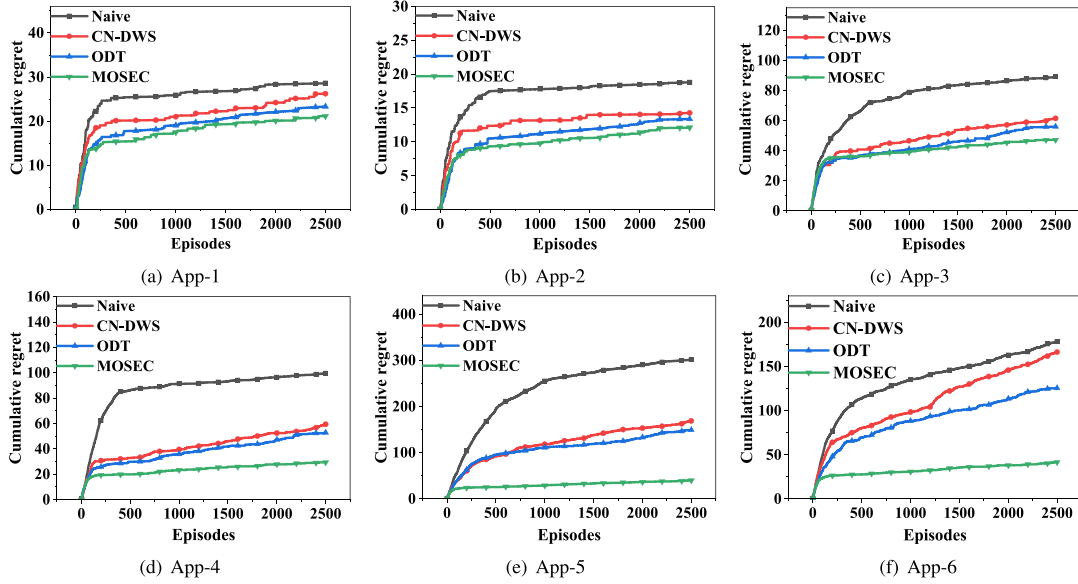 Naive
CN-DWS
ODT
MOSEC
Cumulative regret
40
30
20
10
0
0 500 1000 1500 2000 2500
Episodes
(a) App-1
Naive
CN-DWS
ODT
MOSEC
Cumulative regret
30
25
20
15
10
5
0
0 500 1000 1500 2000 2500
Episodes
(b) App-2
Naive
CN-DWS
ODT
MOSEC
Cumulative regret
120
100
80
60
40
20
0
0 500 1000 1500 2000 2500
Episodes
(c) App-3
Naive
CN-DWS
ODT
MOSEC
Cumulative regret
160
140
120
100
80
60
40
20
0
0 500 1000 1500 2000 2500
Episodes
(d) App-4
Naive
CN-DWS
ODT
MOSEC
Cumulative regret
400
300
200
100
0
0 500 1000 1500 2000 2500
Episodes
(e) App-5
Naive
CN-DWS
ODT
MOSEC
Cumulative regret
200
150
100
50
0
0 500 1000 1500 2000 2500
Episodes
(f) App-6